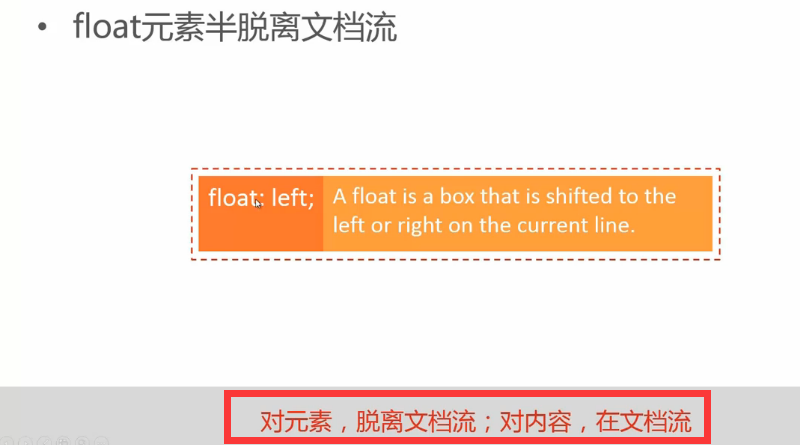 • float元素半脱离文档流
float: left;
A float is a box that is shifted to the
left or right on the current line.
对元素，脱离文档流；对内容，在文档流